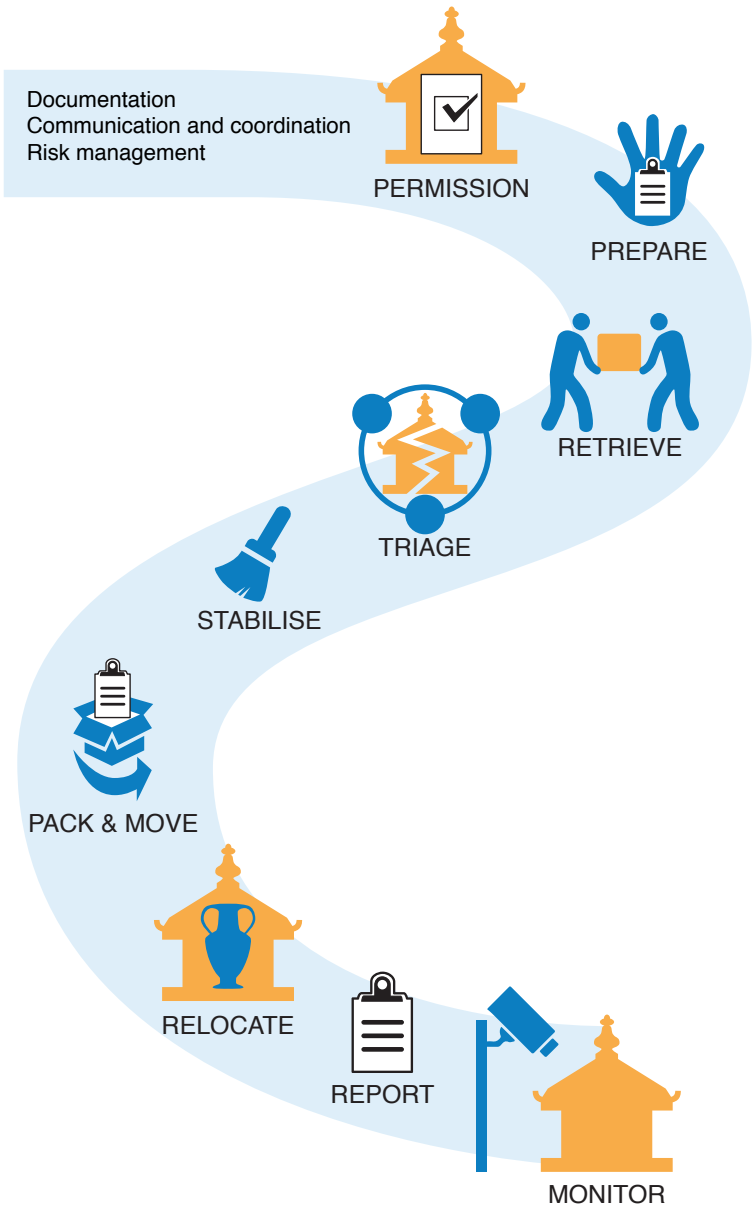 Documentation
Communication and coordination
Risk management
PERMISSION
PREPARE
RETRIEVE
TRIAGE
STABILISE
PACK & MOVE
RELOCATE
REPORT
MONITOR